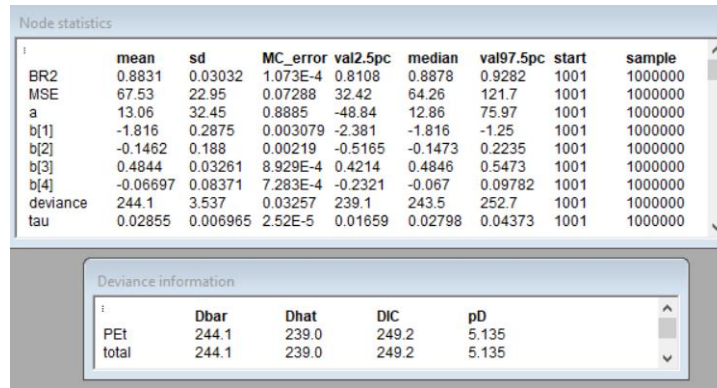 Node statistics
mean sd MC_error val2.5pc median val97.5pc start sample
BR2 0.8831 0.03032 1.073E-4 0.8108 0.8878 0.9282 1001 1000000
MSE 67.53 22.95 0.07288 32.42 64.26 121.7 1001 1000000
a 13.06 32.45 0.8885 -48.84 12.86 75.97 1001 1000000
b[1] -1.816 0.2875 0.003079 -2.381 -1.816 -1.25 1001 1000000
b[2] -0.1462 0.188 0.00219 -0.5165 -0.1473 0.2235 1001 1000000
b[3] 0.4844 0.03261 8.929E-4 0.4214 0.4846 0.5473 1001 1000000
b[4] -0.06697 0.08371 7.283E-4 -0.2321 -0.067 0.09782 1001 1000000
deviance 244.1 3.537 0.03257 239.1 243.5 252.7 1001 1000000
tau 0.02855 0.006965 2.52E-5 0.01659 0.02798 0.04373 1001 1000000
Deviance information
Dbar Dhat DIC pD
PEt 244.1 239.0 249.2 5.135
total 244.1 239.0 249.2 5.135